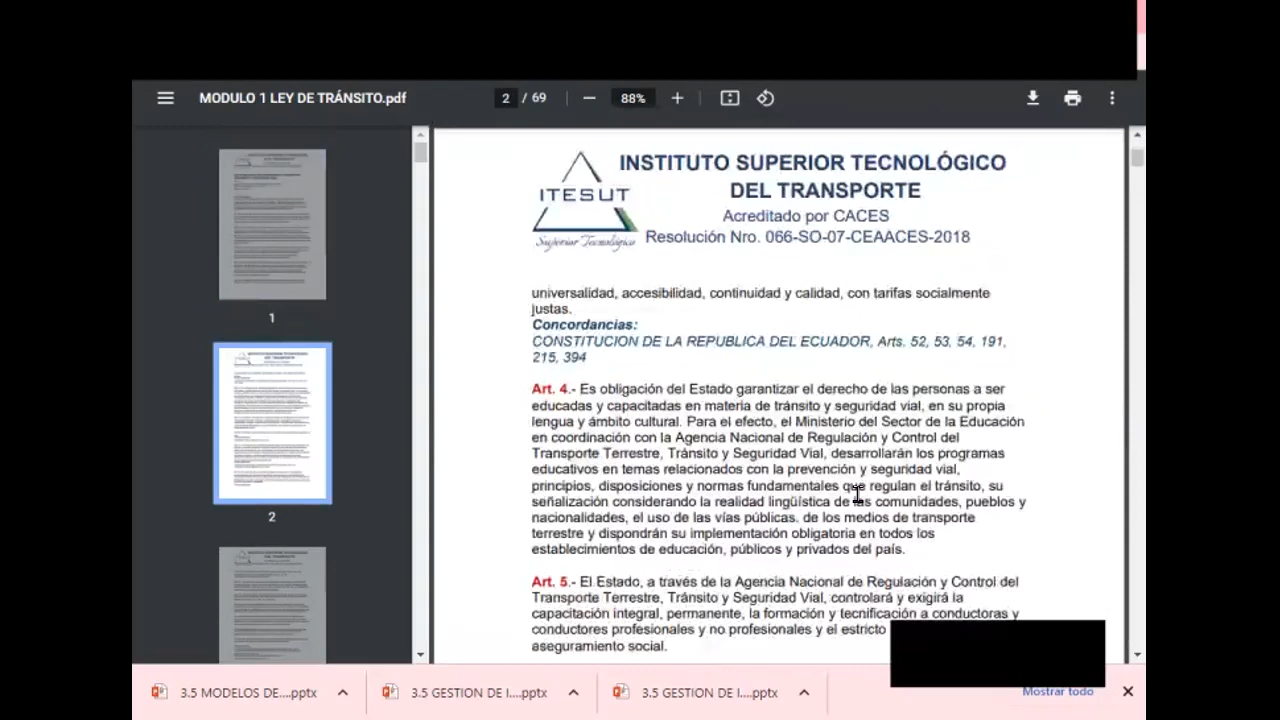 MODULO 1 LEY DE TRÁNSITO.pdf
2 / 69
88%
1
2
ITESUT
Superior Tecnológico
INSTITUTO SUPERIOR TECNOLÓGICO
DEL TRANSPORTE
Acreditado por CACES
Resolución Nro. 066-SO-07-CEAACES-2018
universalidad, accesibilidad, continuidad y calidad, con tarifas socialmente
justas.
Concordancias:
CONSTITUCION DE LA REPUBLICA DEL ECUADOR, Arts. 52, 53, 54, 191,
215, 394
Art. 4.- Es obligación del Estado garantizar el derecho de las personas a ser
educadas y capacitadas en materia de tránsito y seguridad vial, en su propia
lengua y ámbito cultural. Para el efecto, el Ministerio del Sector de la Educación
en coordinación con la Agencia Nacional de Regulación y Control del
Transporte Terrestre, Tránsito y Seguridad Vial, desarrollarán los programas
educativos en temas relacionados con la prevención y seguridad vial,
principios, disposiciones y normas fundamentales que regulan el tránsito, su
señalización considerando la realidad lingüística de las comunidades, pueblos y
nacionalidades, el uso de las vías públicas. de los medios de transporte
terrestre y dispondrán su implementación obligatoria en todos los
establecimientos de educación, públicos y privados del país.
Art. 5.- El Estado, a través de la Agencia Nacional de Regulación y Control del
Transporte Terrestre, Tránsito y Seguridad Vial, controlará y exigirá la
capacitación integral, permanente, la formación y tecnificación a conductoras y
conductores profesionales y no profesionales y el estricto
aseguramiento social.
3.5 MODELOS DE....pptx
3.5 GESTION DE I....pptx
3.5 GESTION DE I....pptx
Mostrar todo